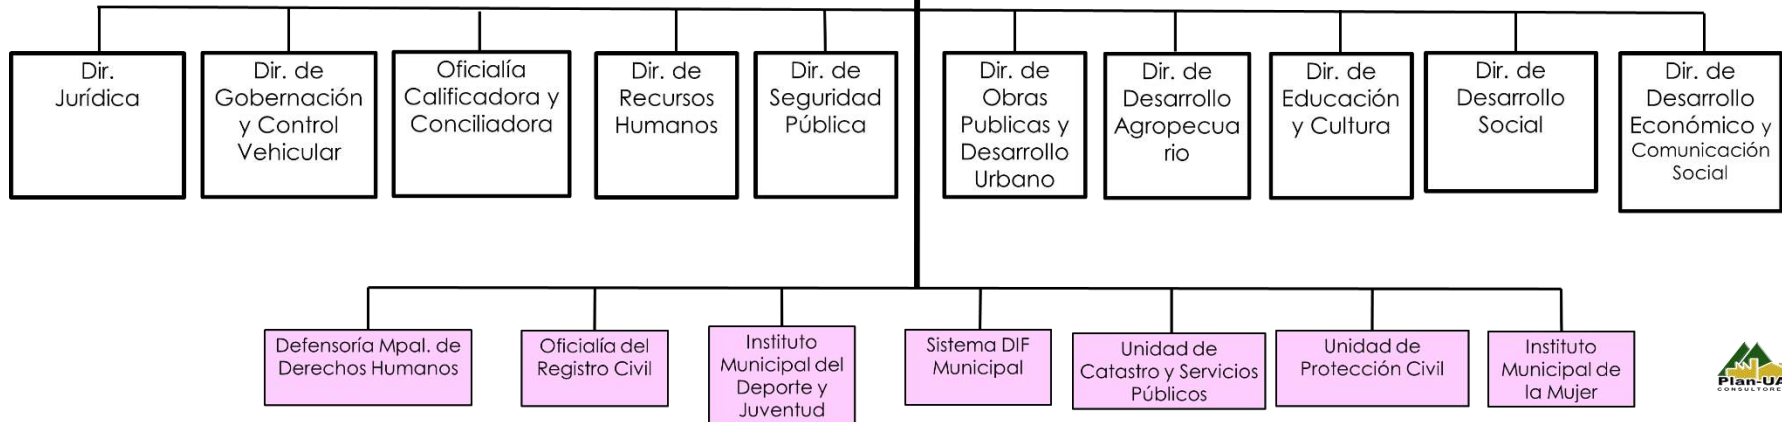 Dir.
Jurídica
Dir. de
Gobernación
y Control
Vehicular
Oficialía
Calificadora y
Conciliadora
Dir. de
Recursos
Humanos
Dir. de
Seguridad
Pública
Dir. de
Obras
Publicas y
Desarrollo
Urbano
Dir. de
Desarrollo
Agropecua
rio
Dir. de
Educación
y Cultura
Dir. de
Desarrollo
Social
Dir. de
Desarrollo
Económico y
Comunicación
Social
Defensoría Mpal. de
Derechos Humanos
Oficialía del
Registro Civil
Instituto
Municipal del
Deporte y
Juventud
Sistema DIF
Municipal
Unidad de
Catastro y Servicios
Públicos
Unidad de
Protección Civil
Instituto
Municipal de
la Mujer
Plan-UA
CONSULTORE